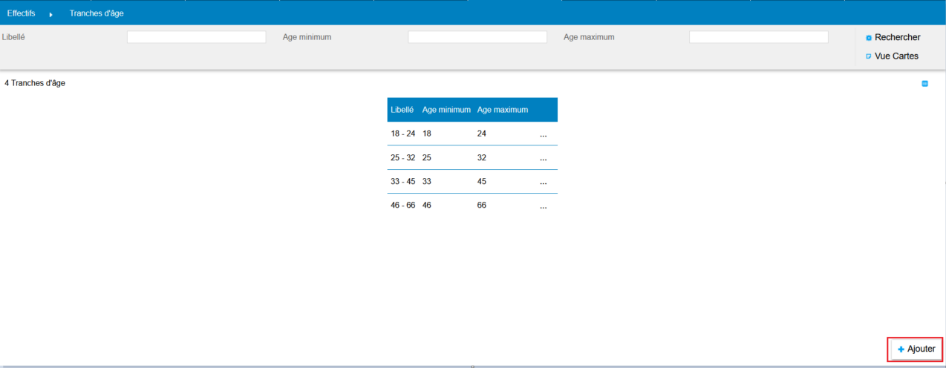 Effectifs Tranches d'âge
Libellé Age minimum Age maximum Rechercher
Vue Cartes
4 Tranches d'âge
Libellé Age minimum Age maximum
18 - 24 18 24 ...
25 - 32 25 32 ...
33 - 45 33 45 ...
46 - 66 46 66 ...
+ Ajouter